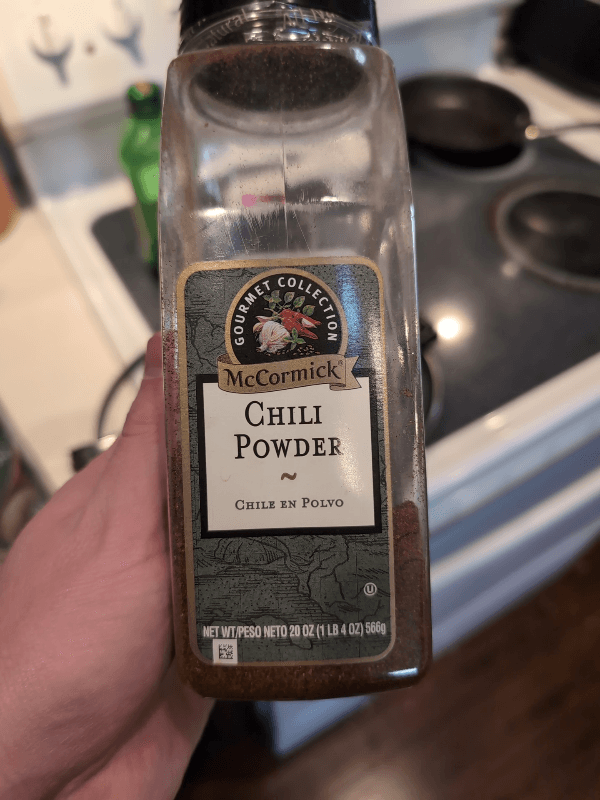 GOURMET COLLECTION
McCormick®
CHILI
POWDER
~
CHILE EN POLVO
U
NET WT/PESO NETO 20 OZ (1 LB 4 OZ) 566g